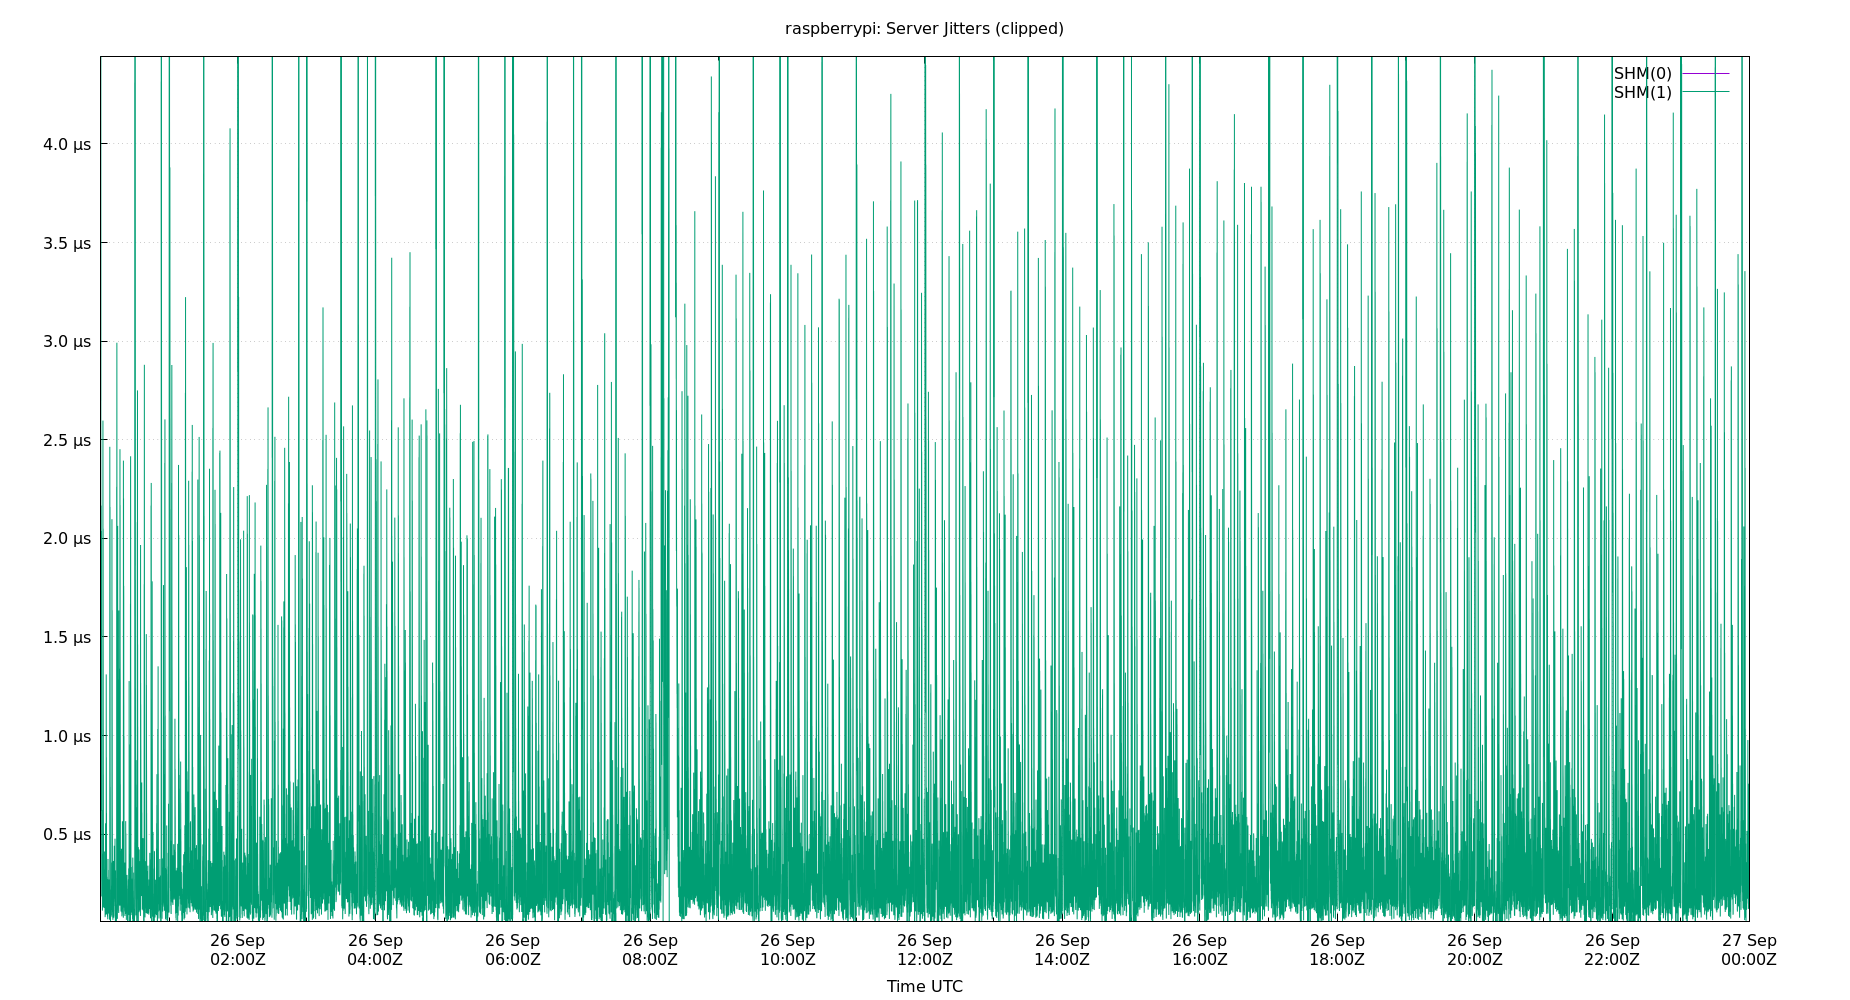 raspberrypi: Server Jitters (clipped)
SHM(0)
SHM(1)
4.0 µs
3.5 µs
3.0 µs
2.5 µs
2.0 µs
1.5 µs
1.0 µs
0.5 µs
26 Sep 26 Sep 26 Sep 26 Sep 26 Sep 26 Sep 26 Sep 26 Sep 26 Sep 26 Sep 26 Sep 27 Sep
02:00Z 04:00Z 06:00Z 08:00Z 10:00Z 12:00Z 14:00Z 16:00Z 18:00Z 20:00Z 22:00Z 00:00Z
Time UTC